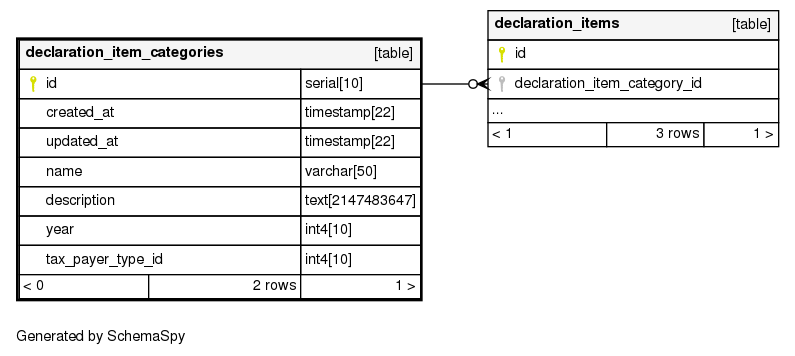 declaration_item_categories [table]
id serial[10]
created_at timestamp[22]
updated_at timestamp[22]
name varchar[50]
description text[2147483647]
year int4[10]
tax_payer_type_id int4[10]
< 0 2 rows 1 >
declaration_items [table]
id
declaration_item_category_id
...
< 1 3 rows 1 >
Generated by SchemaSpy